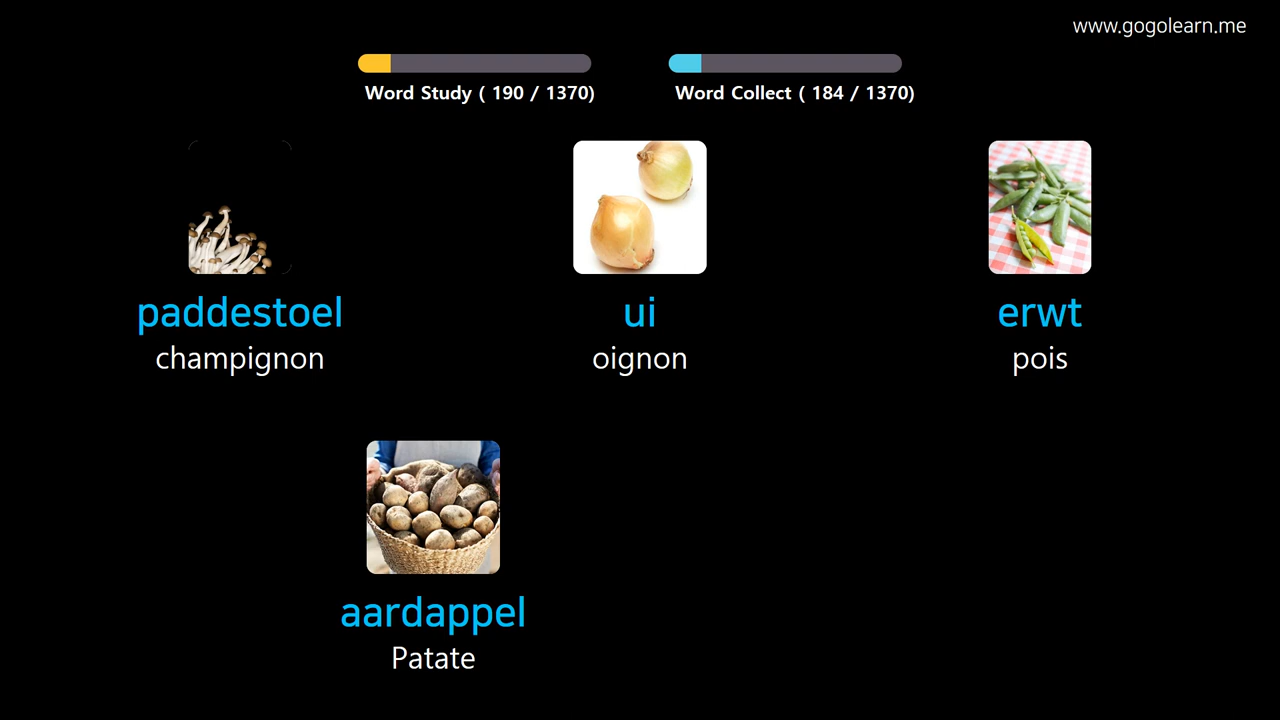 www.gogolearn.me
Word Study ( 190 / 1370)
Word Collect ( 184 / 1370)
paddestoel
champignon
ui
oignon
erwt
pois
aardappel
Patate